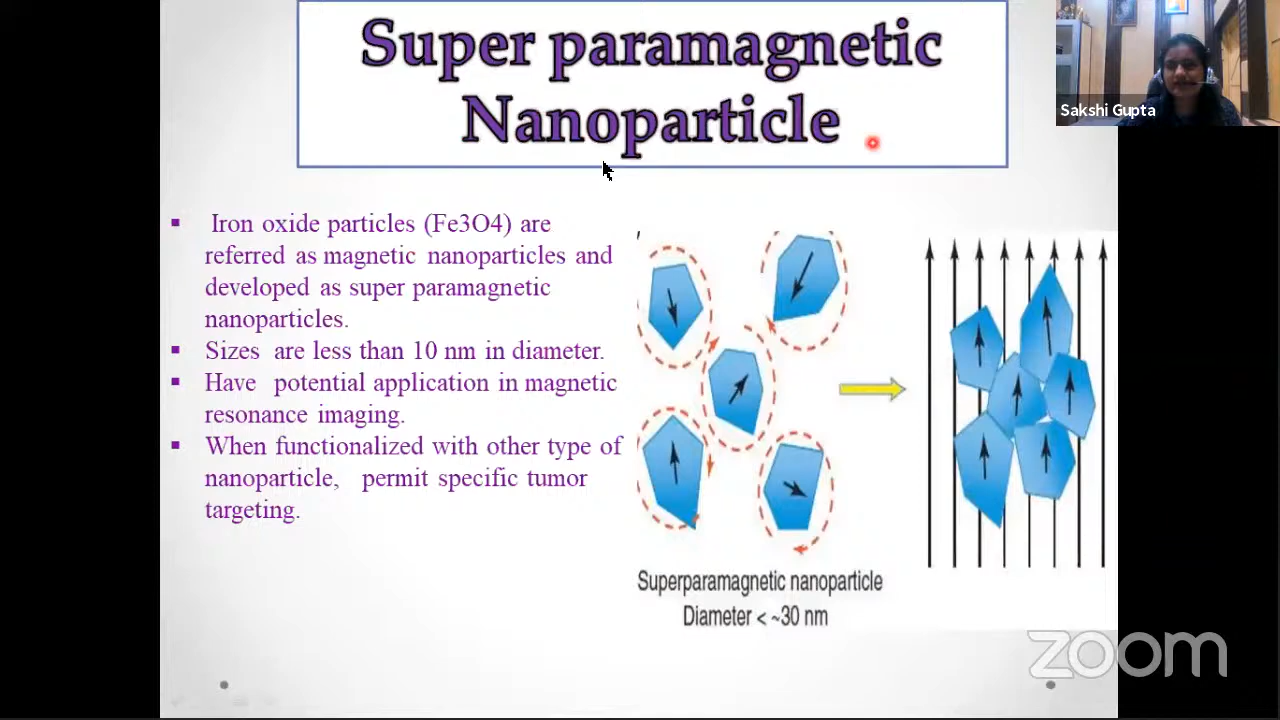 Super paramagnetic
Nanoparticle
Sakshi Gupta
▪ Iron oxide particles (Fe3O4) are
referred as magnetic nanoparticles and
developed as super paramagnetic
nanoparticles.
▪ Sizes are less than 10 nm in diameter.
▪ Have potential application in magnetic
resonance imaging.
▪ When functionalized with other type of
nanoparticle, permit specific tumor
targeting.
Superparamagnetic nanoparticle
Diameter < ~30 nm
zoom